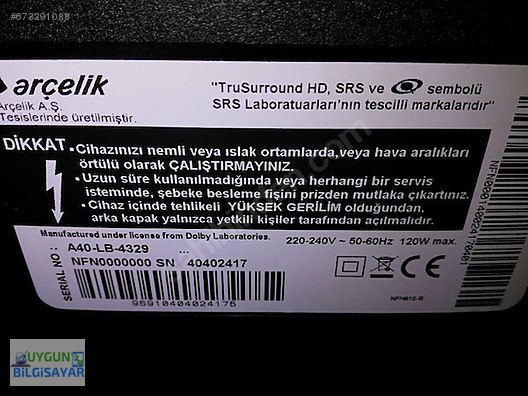 #673291088
arçelik
Arçelik A.Ş.
Tesislerinde üretilmiştir.
"TruSurround HD, SRS ve sembolü
SRS Laboratuarları'nın tescilli markalarıdır"
DİKKAT
• Cihazınızı nemli veya ıslak ortamlarda,veya hava aralıkları
örtülü olarak ÇALIŞTIRMAYINIZ.
• Uzun süre kullanılmadığında veya herhangi bir servis
isteminde, şebeke besleme fişini prizden mutlaka çıkartınız.
• Cihaz içinde tehlikeli YÜKSEK GERİLİM olduğundan,
arka kapak yalnızca yetkili kişiler tarafından açılmalıdır.
Manufactured under license from Dolby Laboratories.
220-240V ~ 50-60Hz 120W max.
SERIAL NO :
: A40-LB-4329 ...
NFN0000000 SN 40402417
96910404024175
NFN612-S
UYGUN
BİLGİSAYAR